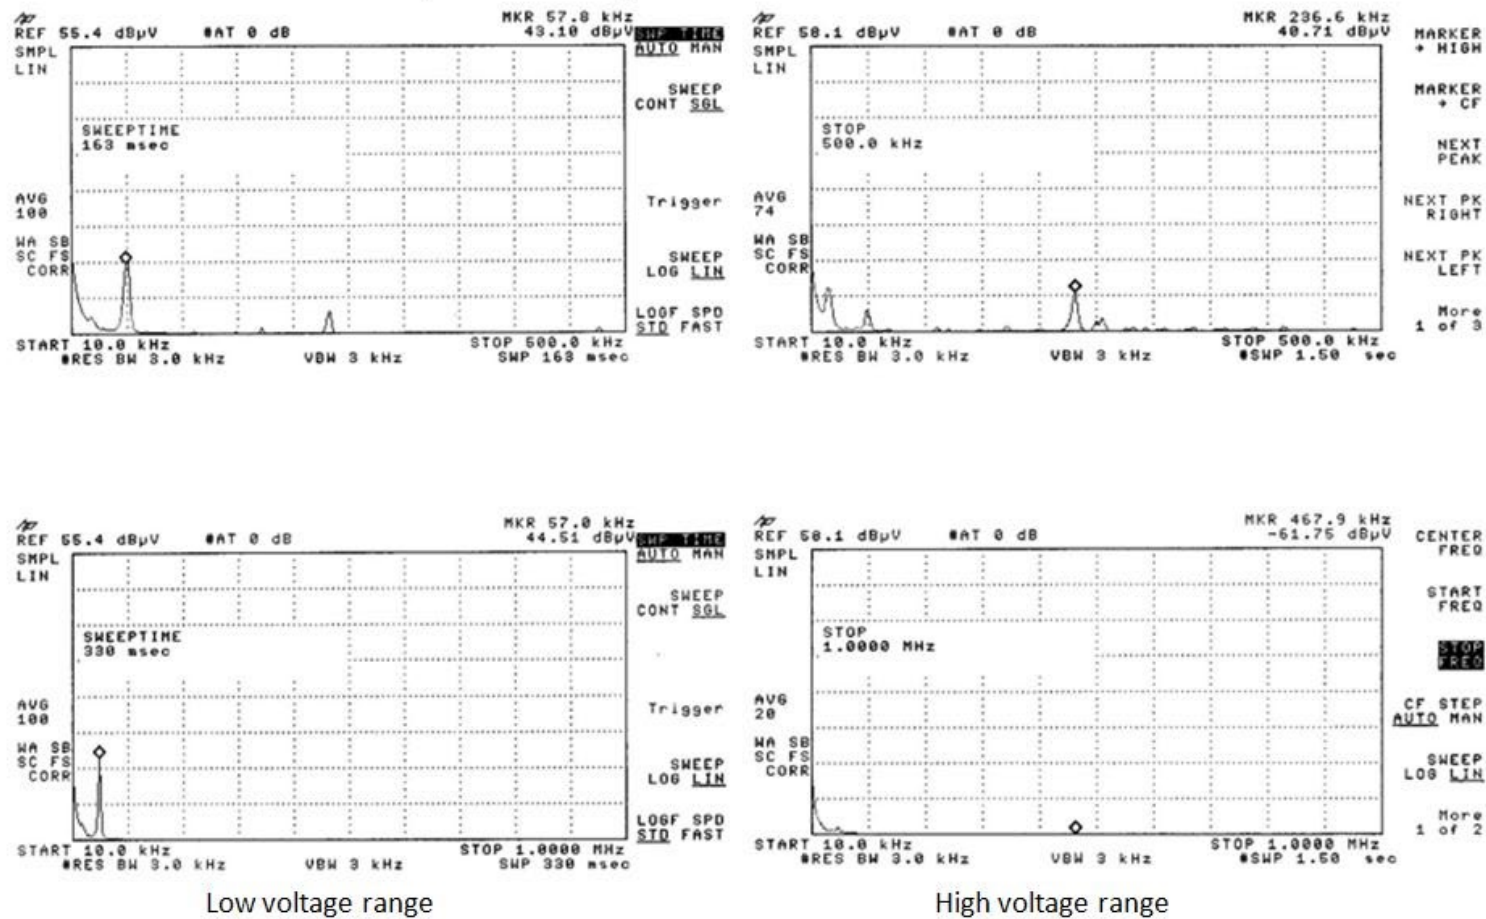 MKR 57.8 kHz
REF 55.4 dBµV #AT 0 dB 43.10 dBµV
SMPL
LIN
SWEEPTIME
163 msec
AVG
100
WA SB
SC FS
CORR
START 10.0 kHz STOP 500.0 kHz
#RES BW 3.0 kHz VBW 3 kHz SWP 163 msec
SWP TIME
AUTO MAN
SWEEP
CONT SGL
Trigger
SWEEP
LOG LIN
LOGF SPD
STD FAST
MKR 236.6 kHz
REF 58.1 dBµV #AT 0 dB 40.71 dBµV
SMPL
LIN
STOP
500.0 kHz
AVG
74
WA SB
SC FS
CORR
START 10.0 kHz STOP 500.0 kHz
#RES BW 3.0 kHz VBW 3 kHz #SWP 1.50 sec
MARKER
→ HIGH
MARKER
→ CF
NEXT
PEAK
NEXT PK
RIGHT
NEXT PK
LEFT
More
1 of 3
MKR 57.0 kHz
REF 55.4 dBµV #AT 0 dB 44.51 dBµV
SMPL
LIN
SWEEPTIME
330 msec
AVG
100
WA SB
SC FS
CORR
START 10.0 kHz STOP 1.0000 MHz
#RES BW 3.0 kHz VBW 3 kHz SWP 330 msec
SWP TIME
AUTO MAN
SWEEP
CONT SGL
Trigger
SWEEP
LOG LIN
LOGF SPD
STD FAST
MKR 467.9 kHz
REF 58.1 dBµV #AT 0 dB -61.75 dBµV
SMPL
LIN
STOP
1.0000 MHz
AVG
20
WA SB
SC FS
CORR
START 10.0 kHz STOP 1.0000 MHz
#RES BW 3.0 kHz VBW 3 kHz #SWP 1.50 sec
CENTER
FREQ
START
FREQ
STOP
FREQ
CF STEP
AUTO MAN
SWEEP
LOG LIN
More
1 of 2
Low voltage range
High voltage range